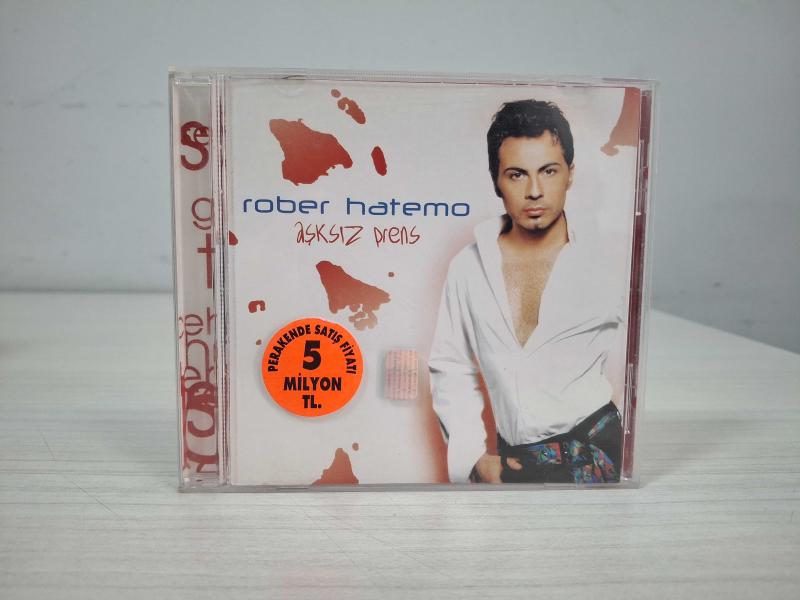 rober hatemo
aşksız prens
PERAKENDE SATIŞ FİYATI
5
MİLYON
TL.